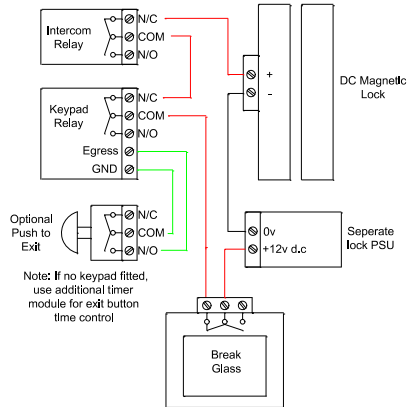 Intercom
Relay
N/C
COM
N/O
+
-
DC Magnetic
Lock
Keypad
Relay
N/C
COM
N/O
Egress
GND
Optional
Push to
Exit
N/C
COM
N/O
0v
+12v d.c
Seperate
lock PSU
Note: If no keypad fitted,
use additional timer
module for exit button
time control
Break
Glass